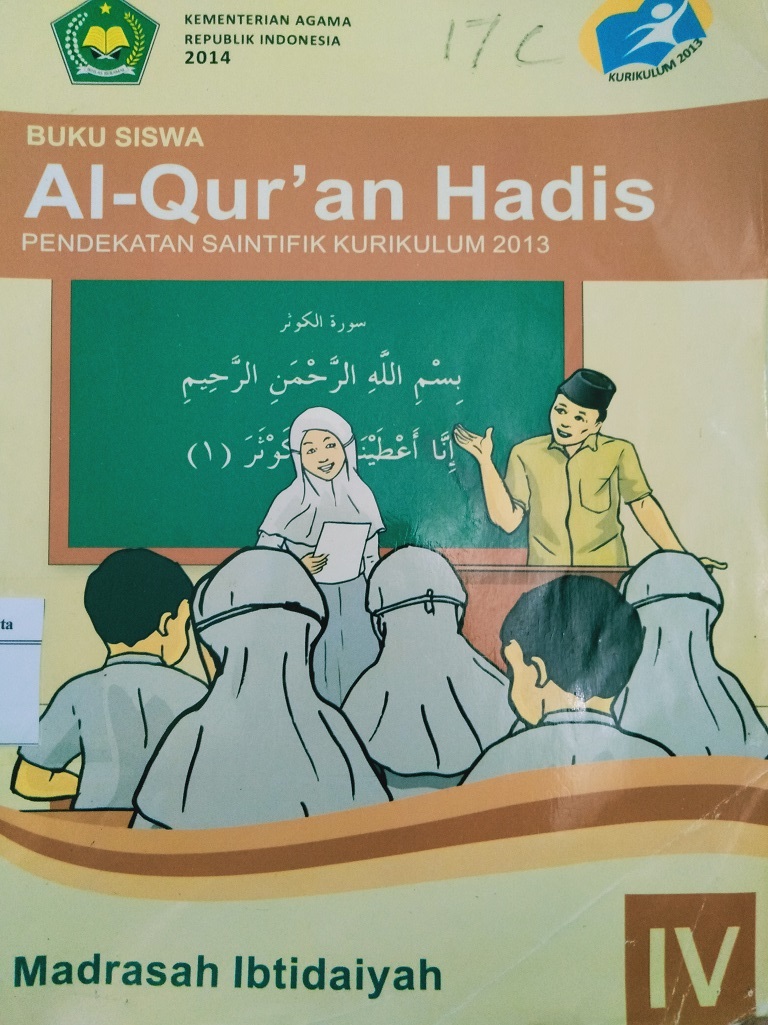 KEMENTERIAN AGAMA
REPUBLIK INDONESIA
2014
17 C
KURIKULUM 2013
BUKU SISWA
Al-Qur'an Hadis
PENDEKATAN SAINTIFIK KURIKULUM 2013
سورة الكوثر
بِسْمِ اللَّهِ الرَّحْمَنِ الرَّحِيمِ
إِنَّا أَعْطَيْنَ كَوْثَرَ (١)
ta
Madrasah Ibtidaiyah
IV